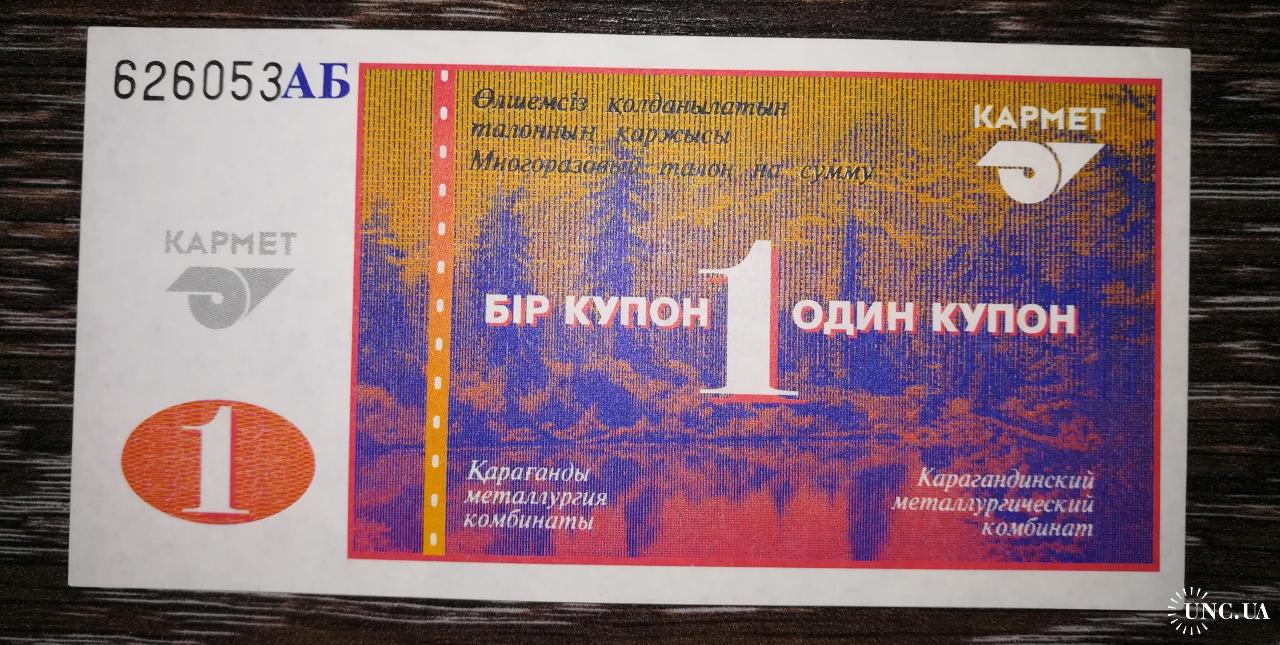 626053АБ
Өлшемсіз қолданылатын
талонның қаржысы
Многоразовый талон на сумму
КАРМЕТ
КАРМЕТ
БІР КУПОН 1 ОДИН КУПОН
1
Қарағанды
металлургия
комбинаты
Карагандинский
металлургический
комбинат
UNC.UA